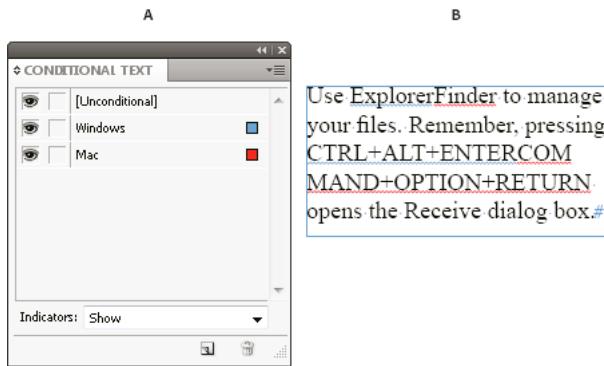 A
B
CONDITIONAL TEXT
[Unconditional]
Windows
Mac
Indicators: Show
Use ExplorerFinder to manage
your files. Remember, pressing
CTRL+ALT+ENTERCOM
MAND+OPTION+RETURN
opens the Receive dialog box.#